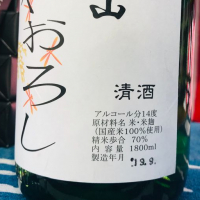 山
おろし
清酒
アルコール分14度
原材料名 米・米麹
(国産米100%使用)
精米歩合 70%
内容量 1800ml
製造年月